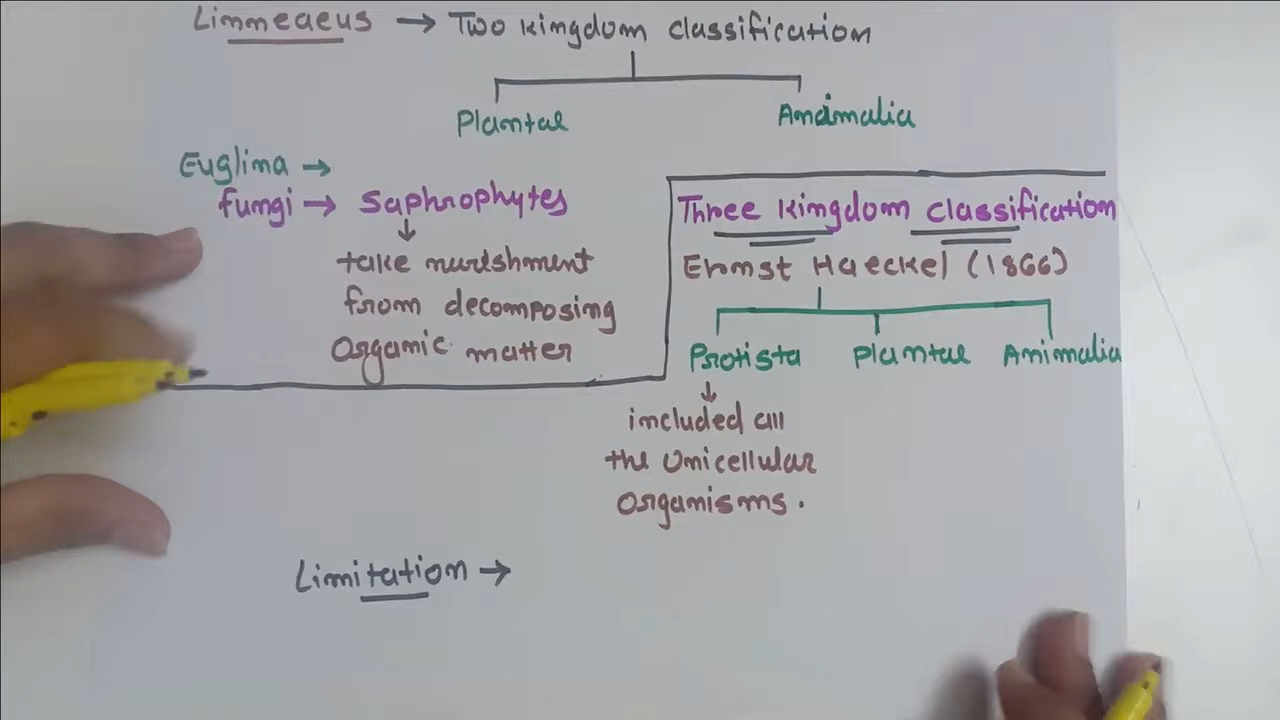 Linnneaeus → Two kingdom classification
Plantae
Animalia
Euglina →
fungi → Saphrophytes
↓
take nurishment
from decomposing
Organic matter
Three kingdom classification
Ernst Haeckel (1866)
Protista
Plantae
Animalia
↓
included all
the Unicellular
Organisms.
Limitation →